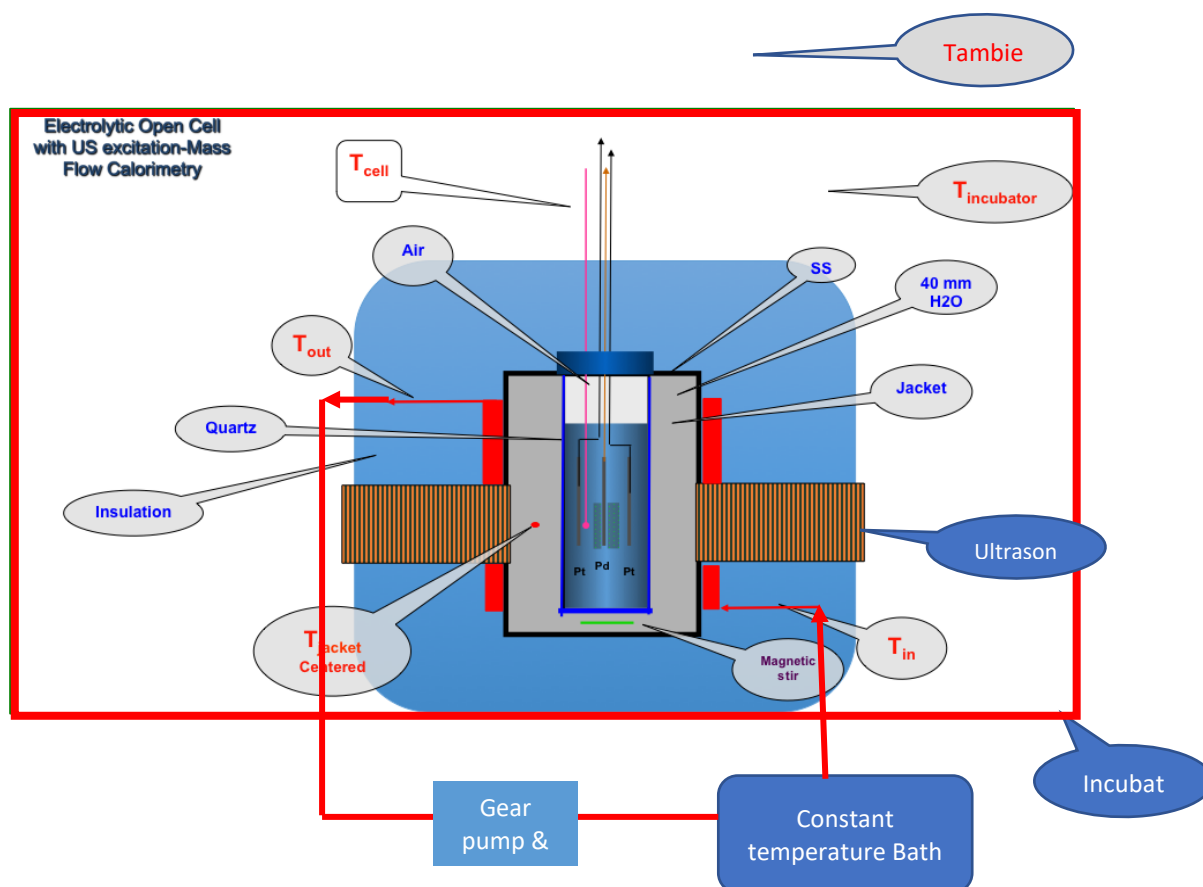 Tambie
Electrolytic Open Cell
with US excitation-Mass
Flow Calorimetry
Tcell
Tincubator
Air
SS
40 mm
H2O
Tout
Jacket
Quartz
Insulation
Ultrason
Pt
Pd
Pt
Tjacket
Centered
Magnetic
stir
Tin
Incubat
Gear
pump &
Constant
temperature Bath